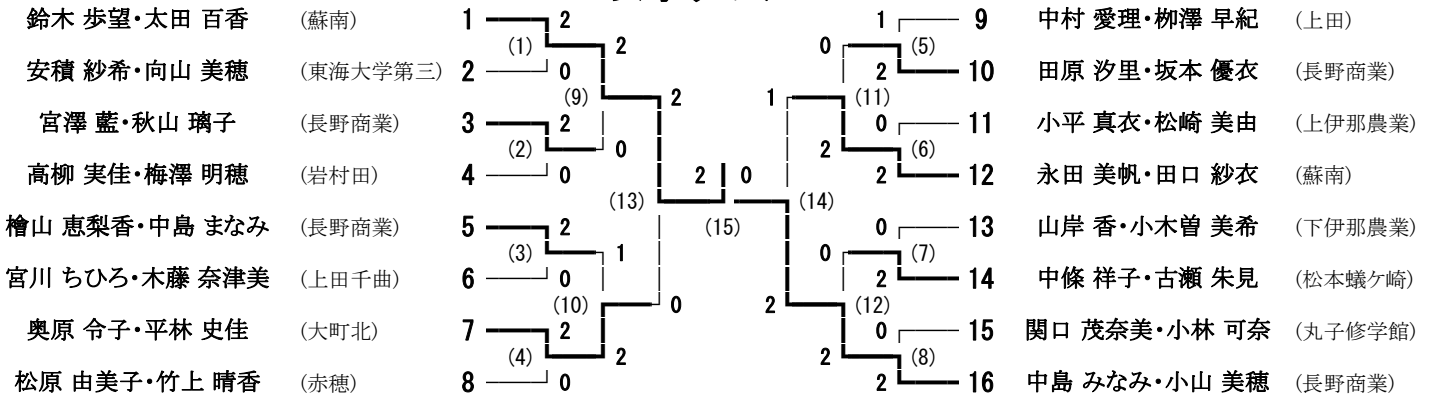 鈴木 歩望・太田 百香 (蘇南) 1 2 1 9 中村 愛理・栁澤 早紀 (上田)
(1) 2 0 (5)
安積 紗希・向山 美穂 (東海大学第三) 2 0 2 10 田原 汐里・坂本 優衣 (長野商業)
(9) 2 1 (11)
宮澤 藍・秋山 璃子 (長野商業) 3 2 0 11 小平 真衣・松崎 美由 (上伊那農業)
(2) 0 2 (6)
高柳 実佳・梅澤 明穂 (岩村田) 4 0 2 0 2 12 永田 美帆・田口 紗衣 (蘇南)
(13) (14)
檜山 恵梨香・中島 まなみ (長野商業) 5 2 (15) 0 13 山岸 香・小木曽 美希 (下伊那農業)
(3) 1 0 (7)
宮川 ちひろ・木藤 奈津美 (上田千曲) 6 0 2 14 中條 祥子・古瀬 朱見 (松本蟻ケ崎)
(10) 0 2 (12)
奥原 令子・平林 史佳 (大町北) 7 2 0 15 関口 茂奈美・小林 可奈 (丸子修学館)
(4) 2 2 (8)
松原 由美子・竹上 晴香 (赤穂) 8 0 2 16 中島 みなみ・小山 美穂 (長野商業)